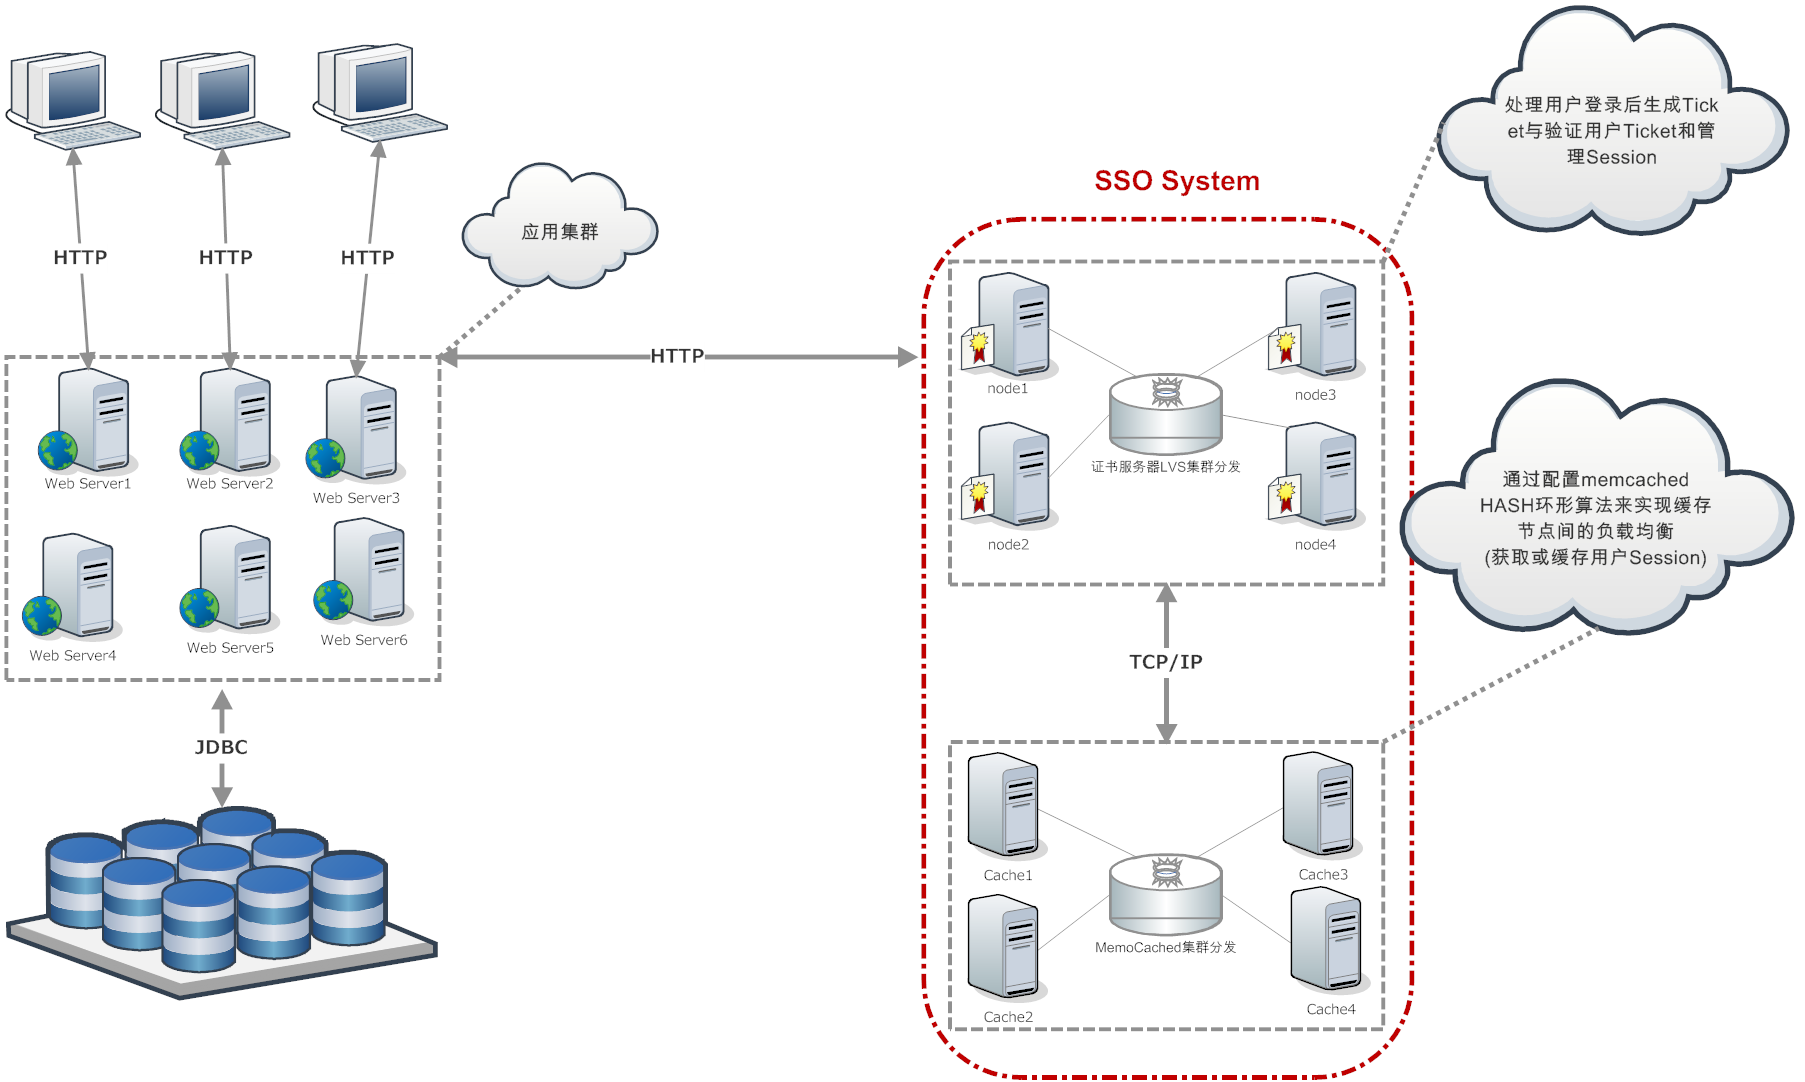 处理用户登录后生成Tick
et与验证用户Ticket和管
理Session
SSO System
应用集群
HTTP
HTTP
HTTP
HTTP
node1
node3
证书服务器LVS集群分发
node2
node4
Web Server1
Web Server2
Web Server3
Web Server4
Web Server5
Web Server6
通过配置memcached
HASH环形算法来实现缓存
节点间的负载均衡
(获取或缓存用户Session)
TCP/IP
JDBC
Cache1
Cache3
MemoCached集群分发
Cache2
Cache4